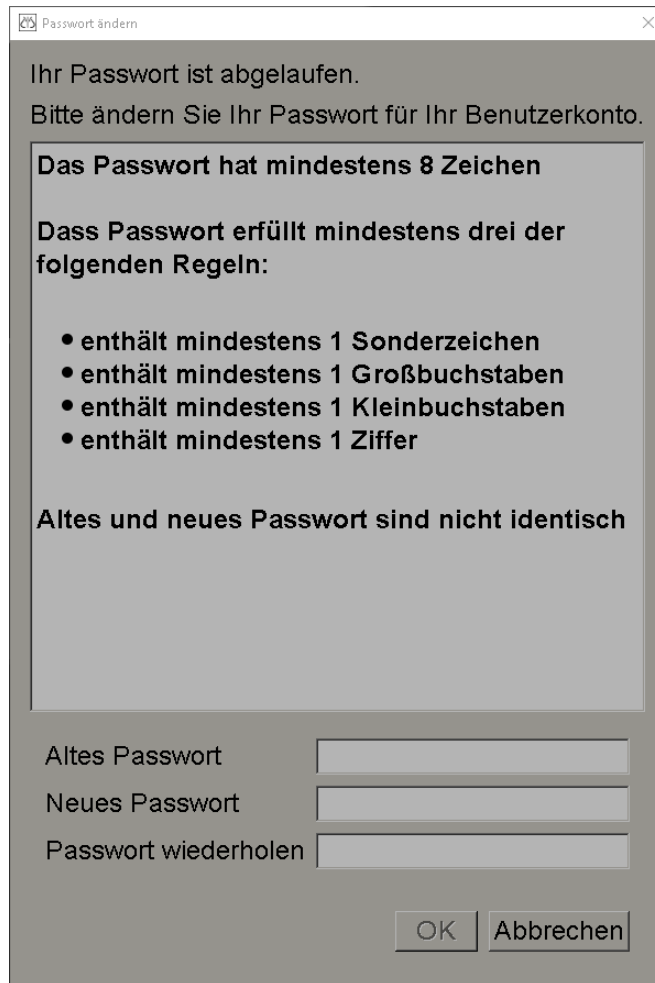 Passwort ändern
Ihr Passwort ist abgelaufen.
Bitte ändern Sie Ihr Passwort für Ihr Benutzerkonto.
Das Passwort hat mindestens 8 Zeichen
Dass Passwort erfüllt mindestens drei der
folgenden Regeln:
• enthält mindestens 1 Sonderzeichen
• enthält mindestens 1 Großbuchstaben
• enthält mindestens 1 Kleinbuchstaben
• enthält mindestens 1 Ziffer
Altes und neues Passwort sind nicht identisch
Altes Passwort
Neues Passwort
Passwort wiederholen
OK Abbrechen